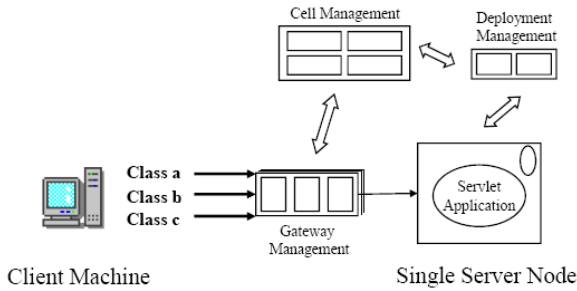 Cell Management
Deployment
Management
Class a
Class b
Class c
Servlet
Application
Gateway
Management
Client Machine
Single Server Node